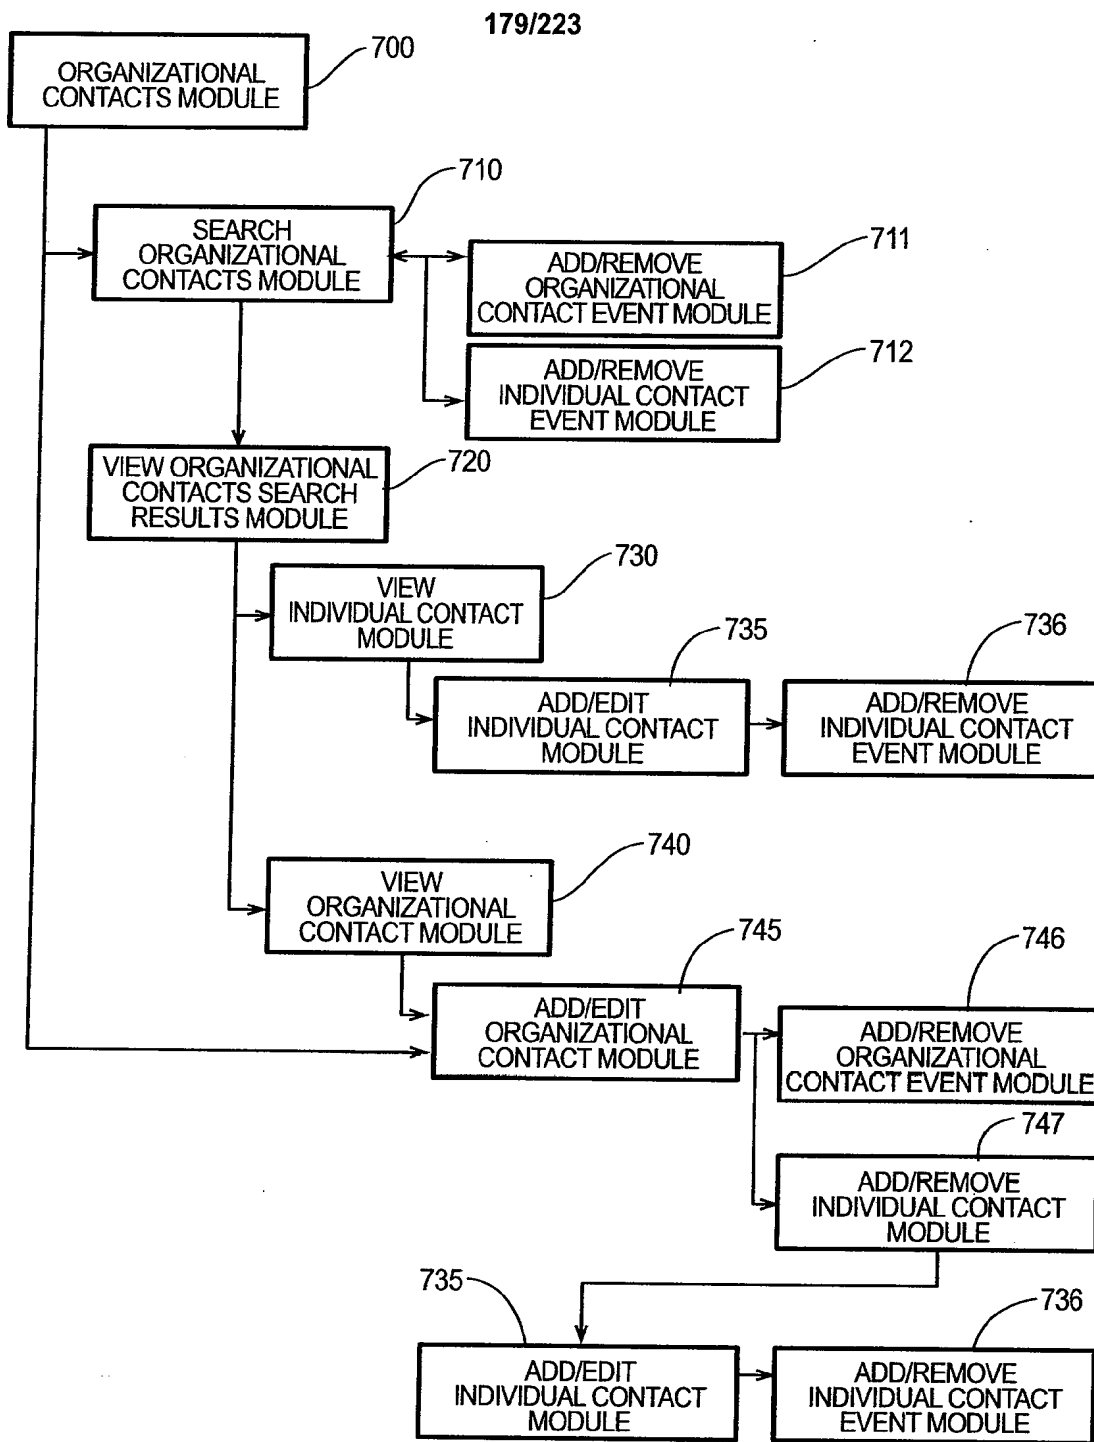 179/223
700
ORGANIZATIONAL
CONTACTS MODULE
710
SEARCH
ORGANIZATIONAL
CONTACTS MODULE
711
ADD/REMOVE
ORGANIZATIONAL
CONTACT EVENT MODULE
712
ADD/REMOVE
INDIVIDUAL CONTACT
EVENT MODULE
720
VIEW ORGANIZATIONAL
CONTACTS SEARCH
RESULTS MODULE
730
VIEW
INDIVIDUAL CONTACT
MODULE
735
ADD/EDIT
INDIVIDUAL CONTACT
MODULE
736
ADD/REMOVE
INDIVIDUAL CONTACT
EVENT MODULE
740
VIEW
ORGANIZATIONAL
CONTACT MODULE
745
ADD/EDIT
ORGANIZATIONAL
CONTACT MODULE
746
ADD/REMOVE
ORGANIZATIONAL
CONTACT EVENT MODULE
747
ADD/REMOVE
INDIVIDUAL CONTACT
MODULE
735
ADD/EDIT
INDIVIDUAL CONTACT
MODULE
736
ADD/REMOVE
INDIVIDUAL CONTACT
EVENT MODULE